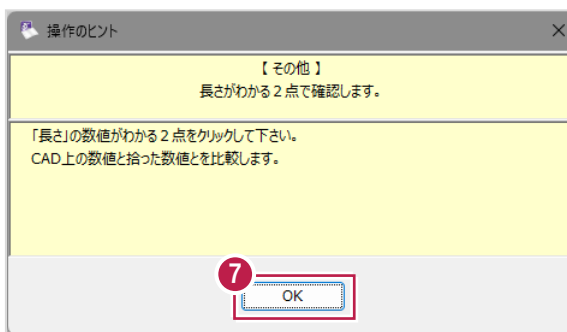 操作のヒント
【 その他 】
長さがわかる２点で確認します。
「長さ」の数値がわかる２点をクリックして下さい。
CAD上の数値と拾った数値とを比較します。
7
OK